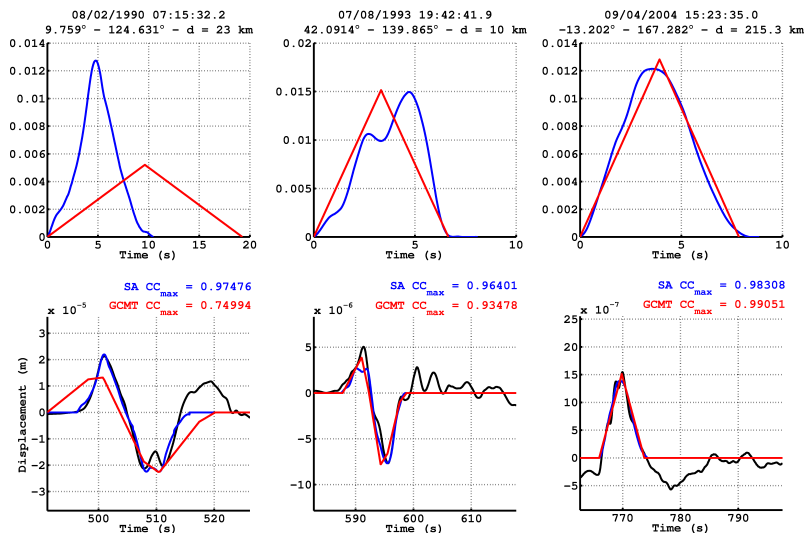 08/02/1990 07:15:32.2
9.759° - 124.631° - d = 23 km
0.014
0.012
0.01
0.008
0.006
0.004
0.002
0
0 5 10 15 20
Time (s)
07/08/1993 19:42:41.9
42.0914° - 139.865° - d = 10 km
0.02
0.015
0.01
0.005
0
0 5 10
Time (s)
09/04/2004 15:23:35.0
-13.202° - 167.282° - d = 215.3 km
0.014
0.012
0.01
0.008
0.006
0.004
0.002
0
0 5 10
Time (s)
SA CCmax = 0.97476
GCMT CCmax = 0.74994
x 10-5
3
2
1
0
-1
-2
-3
Displacement (m)
500 510 520
Time (s)
SA CCmax = 0.96401
GCMT CCmax = 0.93478
x 10-6
5
0
-5
-10
590 600 610
Time (s)
SA CCmax = 0.98308
GCMT CCmax = 0.99051
x 10-7
25
20
15
10
5
0
-5
770 780 790
Time (s)